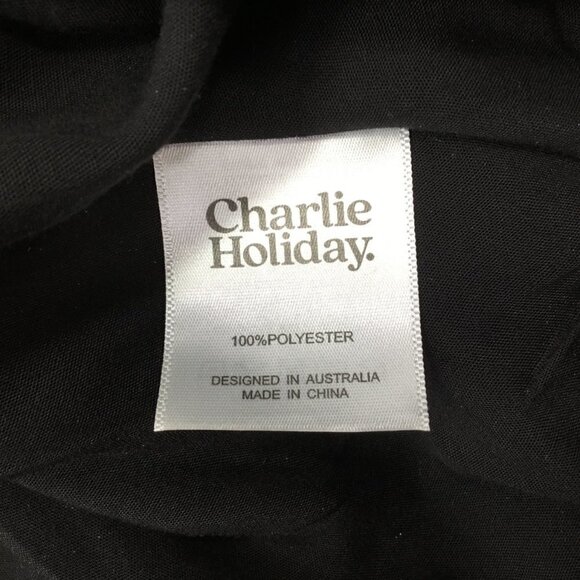 Charlie
Holiday.
100%POLYESTER
DESIGNED IN AUSTRALIA
MADE IN CHINA